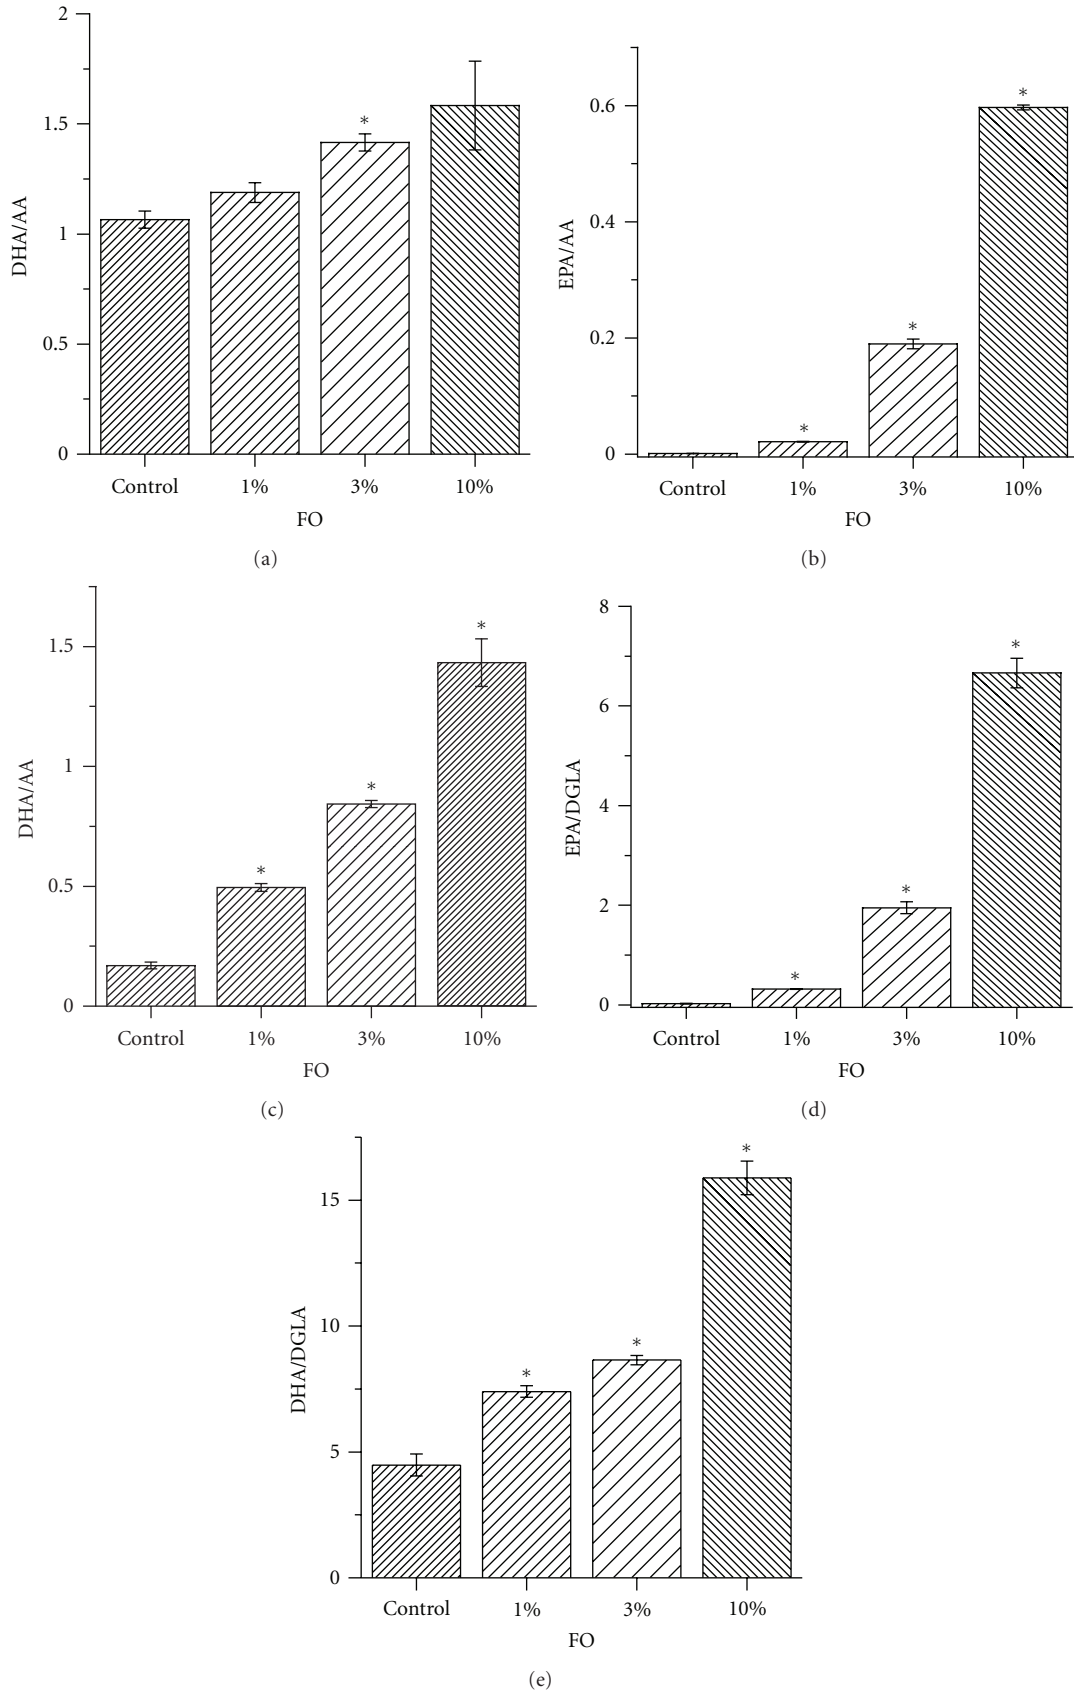 2
1.5
1
0.5
0
DHA/AA
*
Control 1% 3% 10%
FO
(a)
0.6
0.4
0.2
0
EPA/AA
*
*
*
Control 1% 3% 10%
FO
(b)
1.5
1
0.5
0
DHA/AA
*
*
*
Control 1% 3% 10%
FO
(c)
8
6
4
2
0
EPA/DGLA
*
*
*
Control 1% 3% 10%
FO
(d)
15
10
5
0
DHA/DGLA
*
*
*
Control 1% 3% 10%
FO
(e)